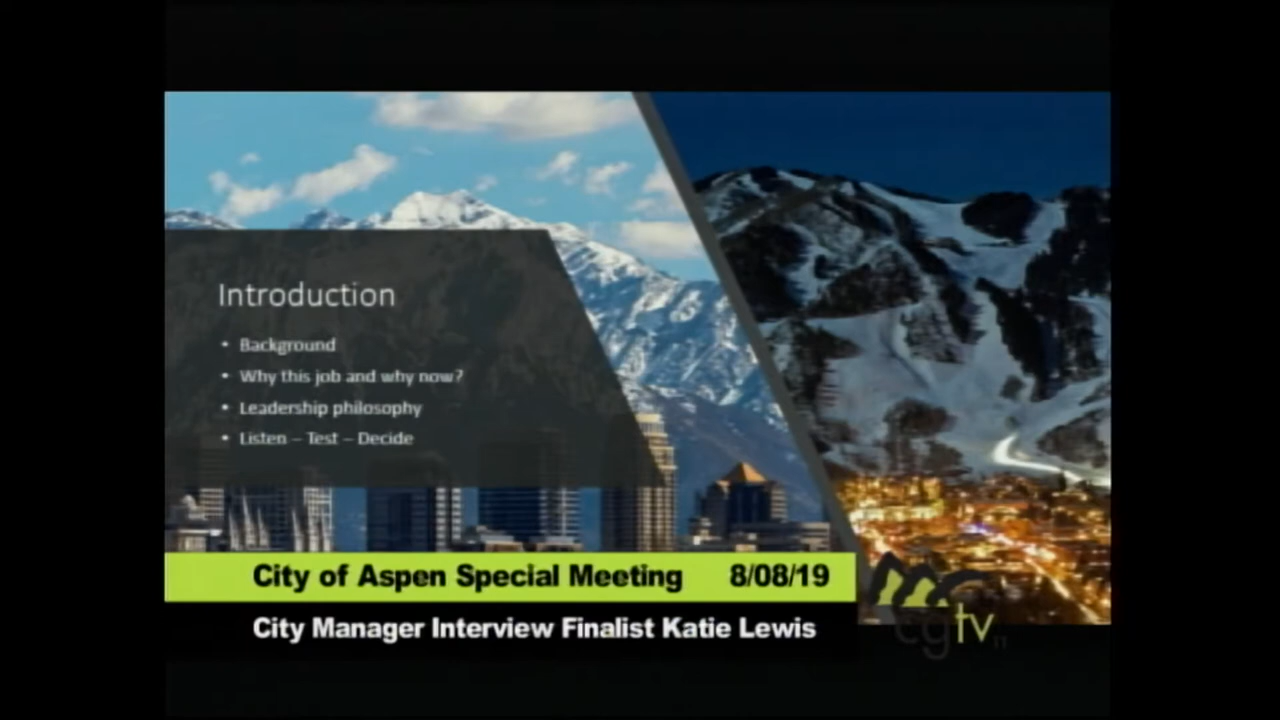 Introduction
• Background
• Why this job and why now?
• Leadership philosophy
• Listen – Test – Decide
City of Aspen Special Meeting 8/08/19
City Manager Interview Finalist Katie Lewis
cgtv11